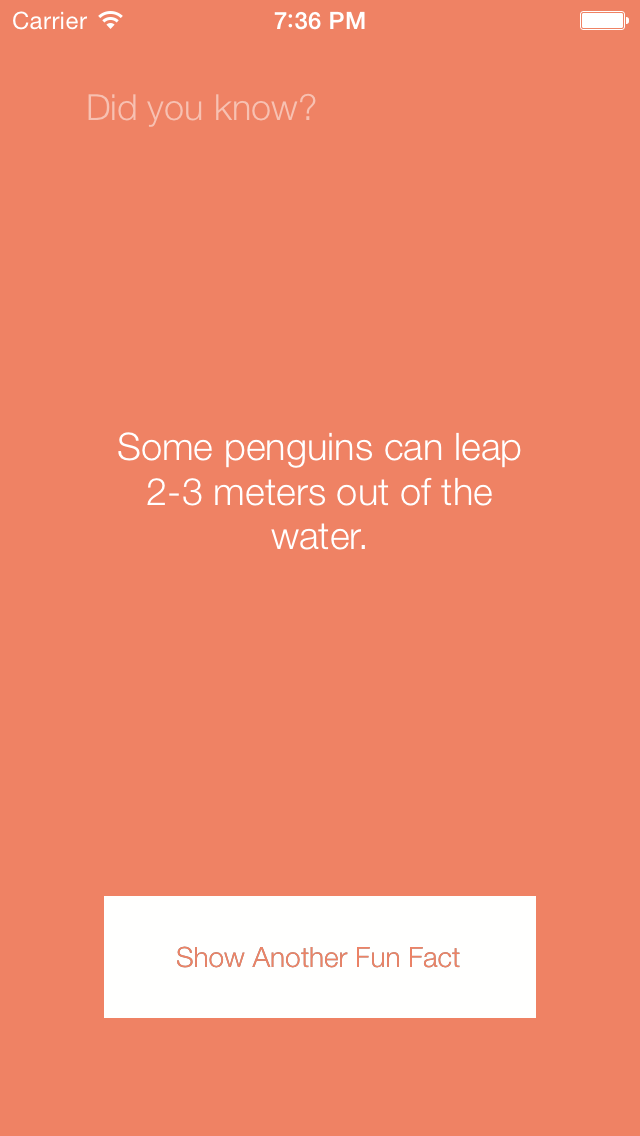 Carrier 7:36 PM
Did you know?
Some penguins can leap
2-3 meters out of the
water.
Show Another Fun Fact